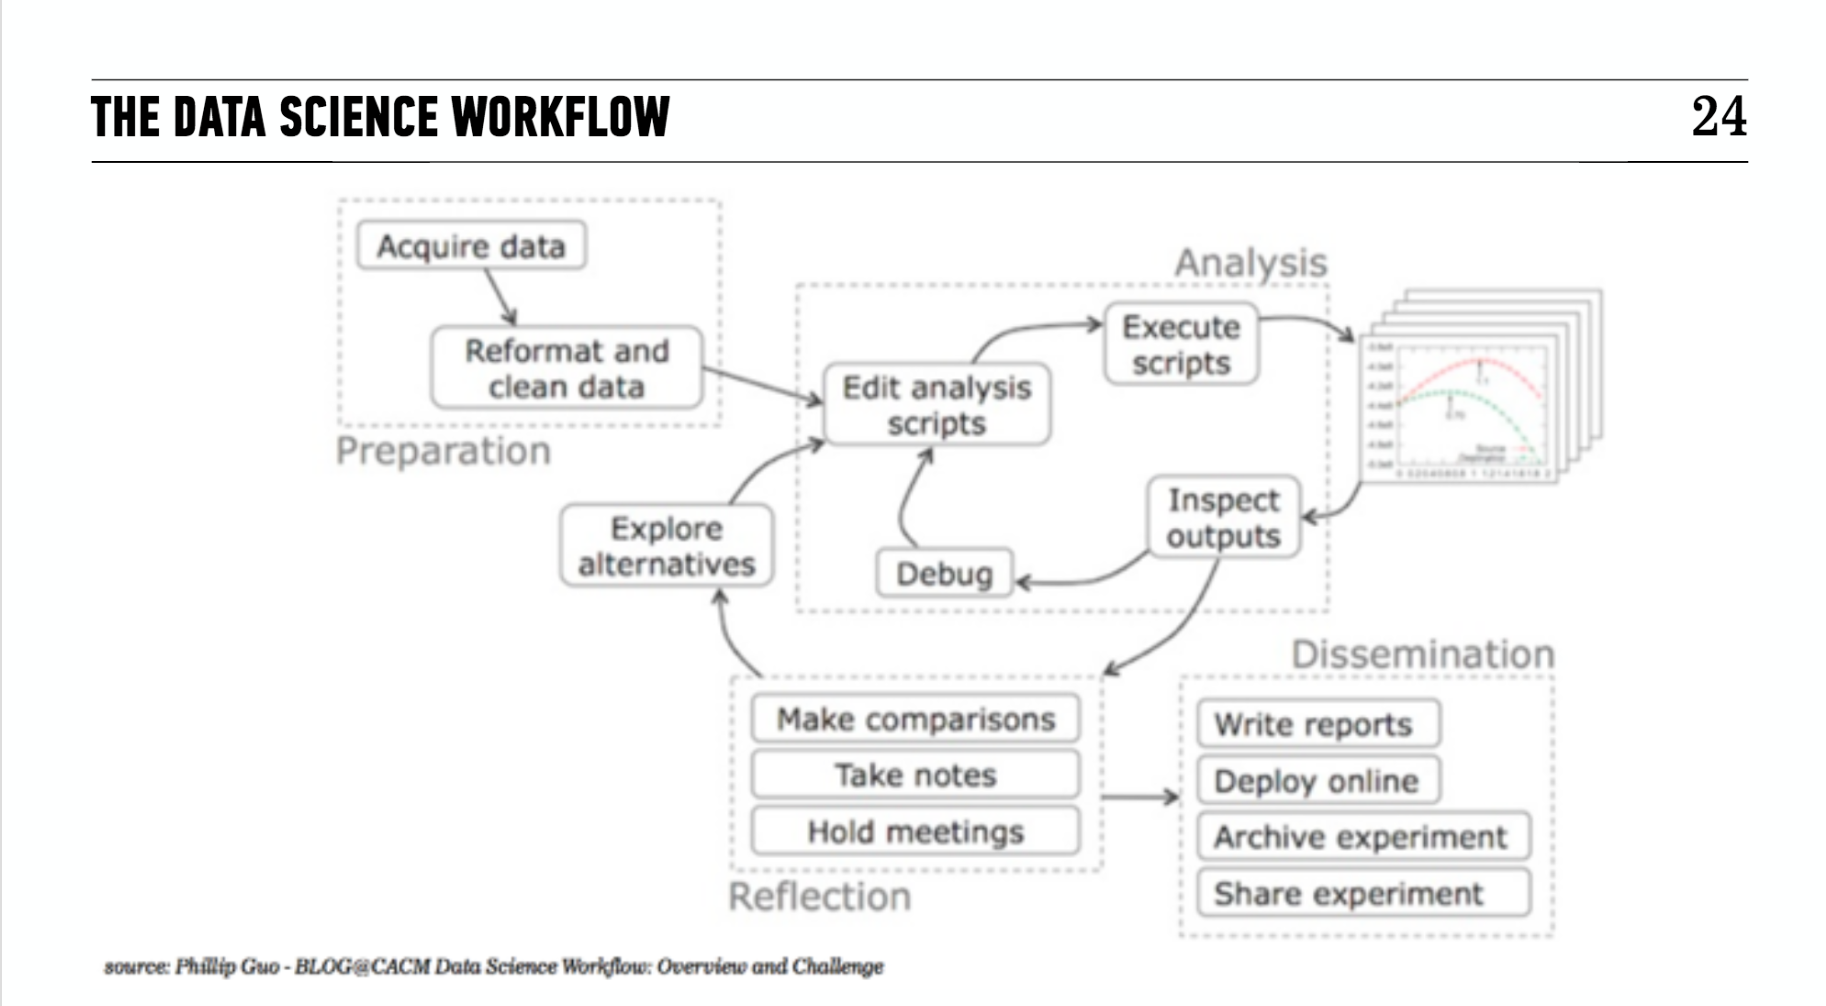 THE DATA SCIENCE WORKFLOW
24
Acquire data
Reformat and
clean data
Preparation
Analysis
Edit analysis
scripts
Execute
scripts
Inspect
outputs
Debug
Explore
alternatives
Make comparisons
Take notes
Hold meetings
Reflection
Dissemination
Write reports
Deploy online
Archive experiment
Share experiment
source: Phillip Guo - BLOG@CACM Data Science Workflow: Overview and Challenge